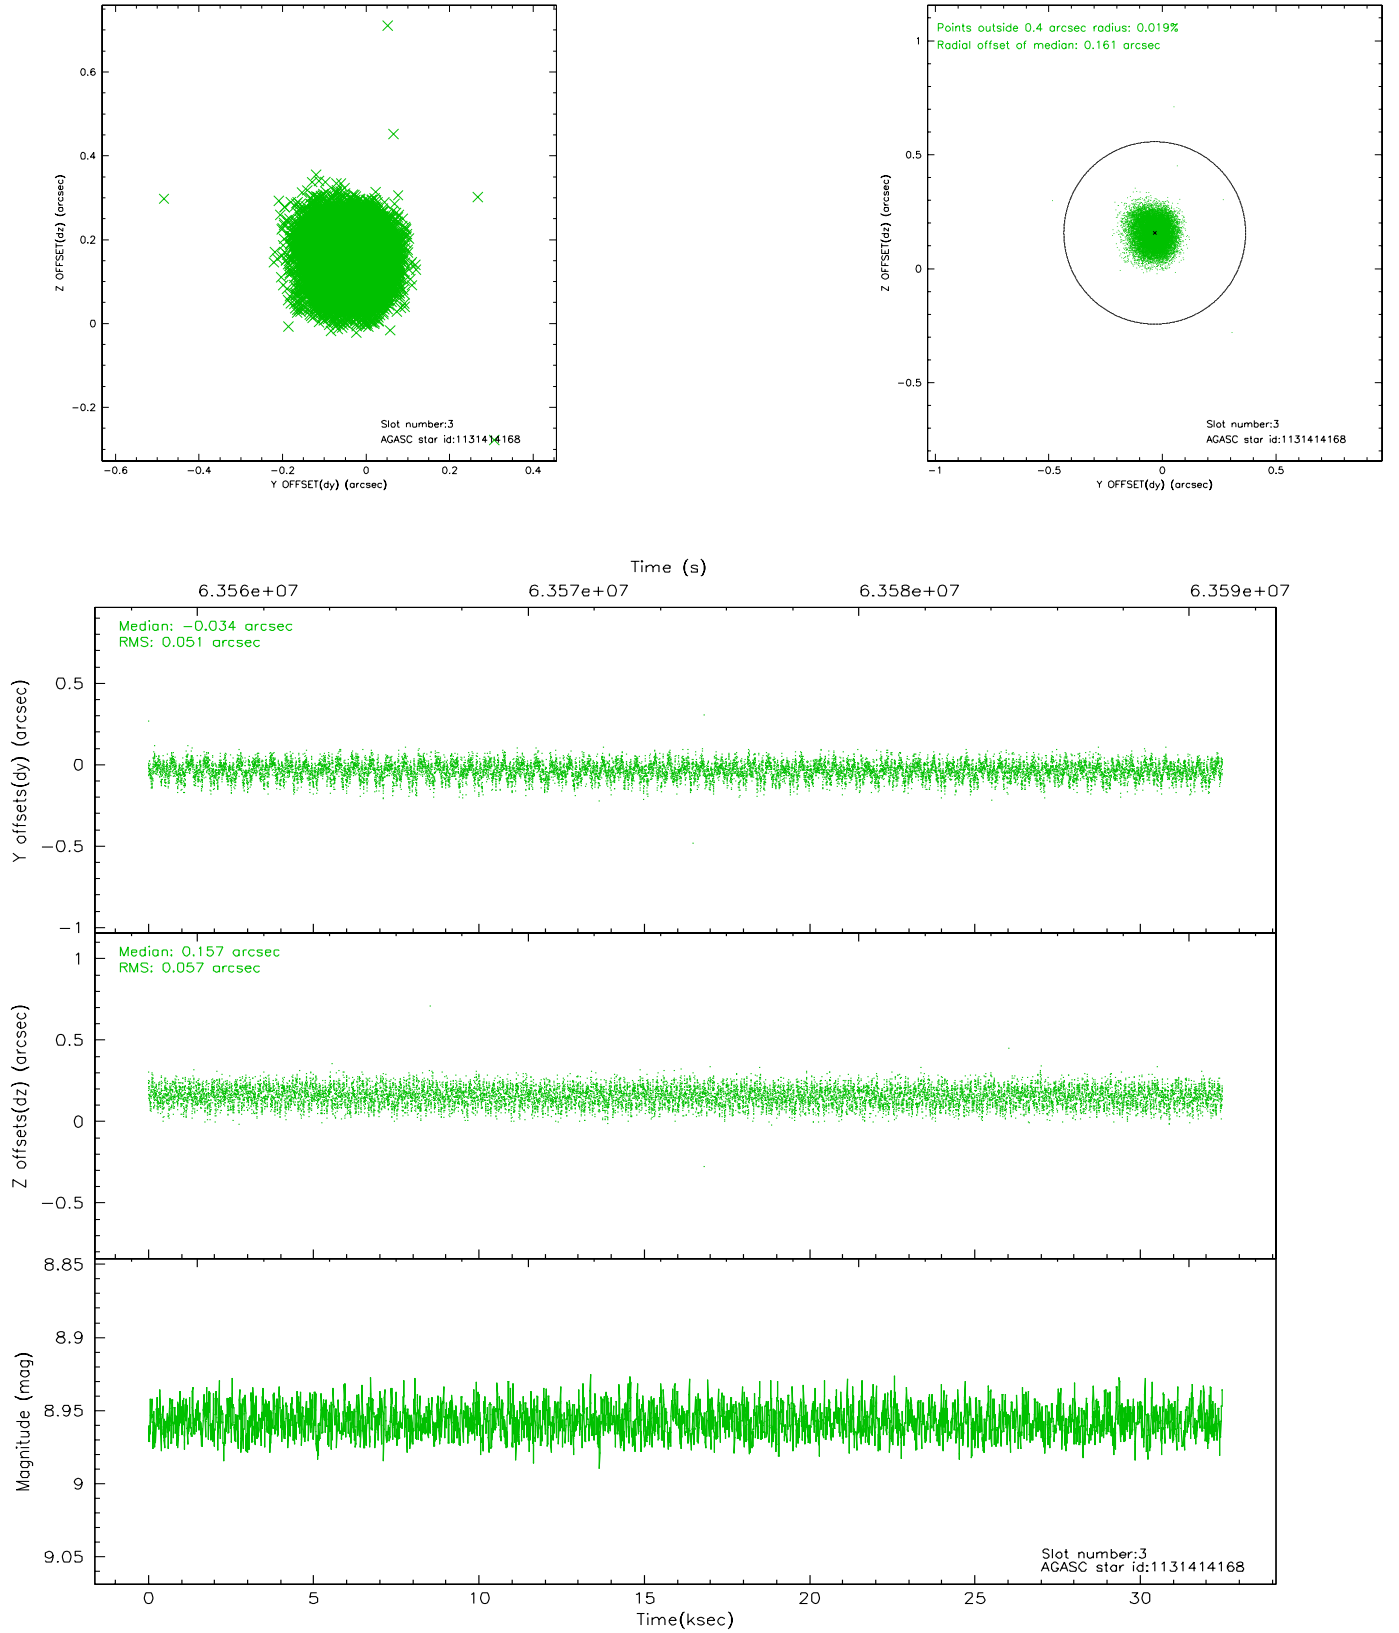 0.6
0.4
0.2
0
−0.2
Z OFFSET(dz) (arcsec)
Slot number:3
AGASC star id:1131414168
−0.6 −0.4 −0.2 0 0.2 0.4
Y OFFSET(dy) (arcsec)
Points outside 0.4 arcsec radius: 0.019%
Radial offset of median: 0.161 arcsec
1
0.5
0
−0.5
Z OFFSET(dz) (arcsec)
Slot number:3
AGASC star id:1131414168
−1 −0.5 0 0.5
Y OFFSET(dy) (arcsec)
Time (s)
6.356e+07 6.357e+07 6.358e+07 6.359e+07
Median: −0.034 arcsec
RMS: 0.051 arcsec
0.5
0
−0.5
−1
Y offsets(dy) (arcsec)
Median: 0.157 arcsec
RMS: 0.057 arcsec
1
0.5
0
−0.5
Z offsets(dz) (arcsec)
8.85
8.9
8.95
9
9.05
Magnitude (mag)
Slot number:3
AGASC star id:1131414168
0 5 10 15 20 25 30
Time(ksec)